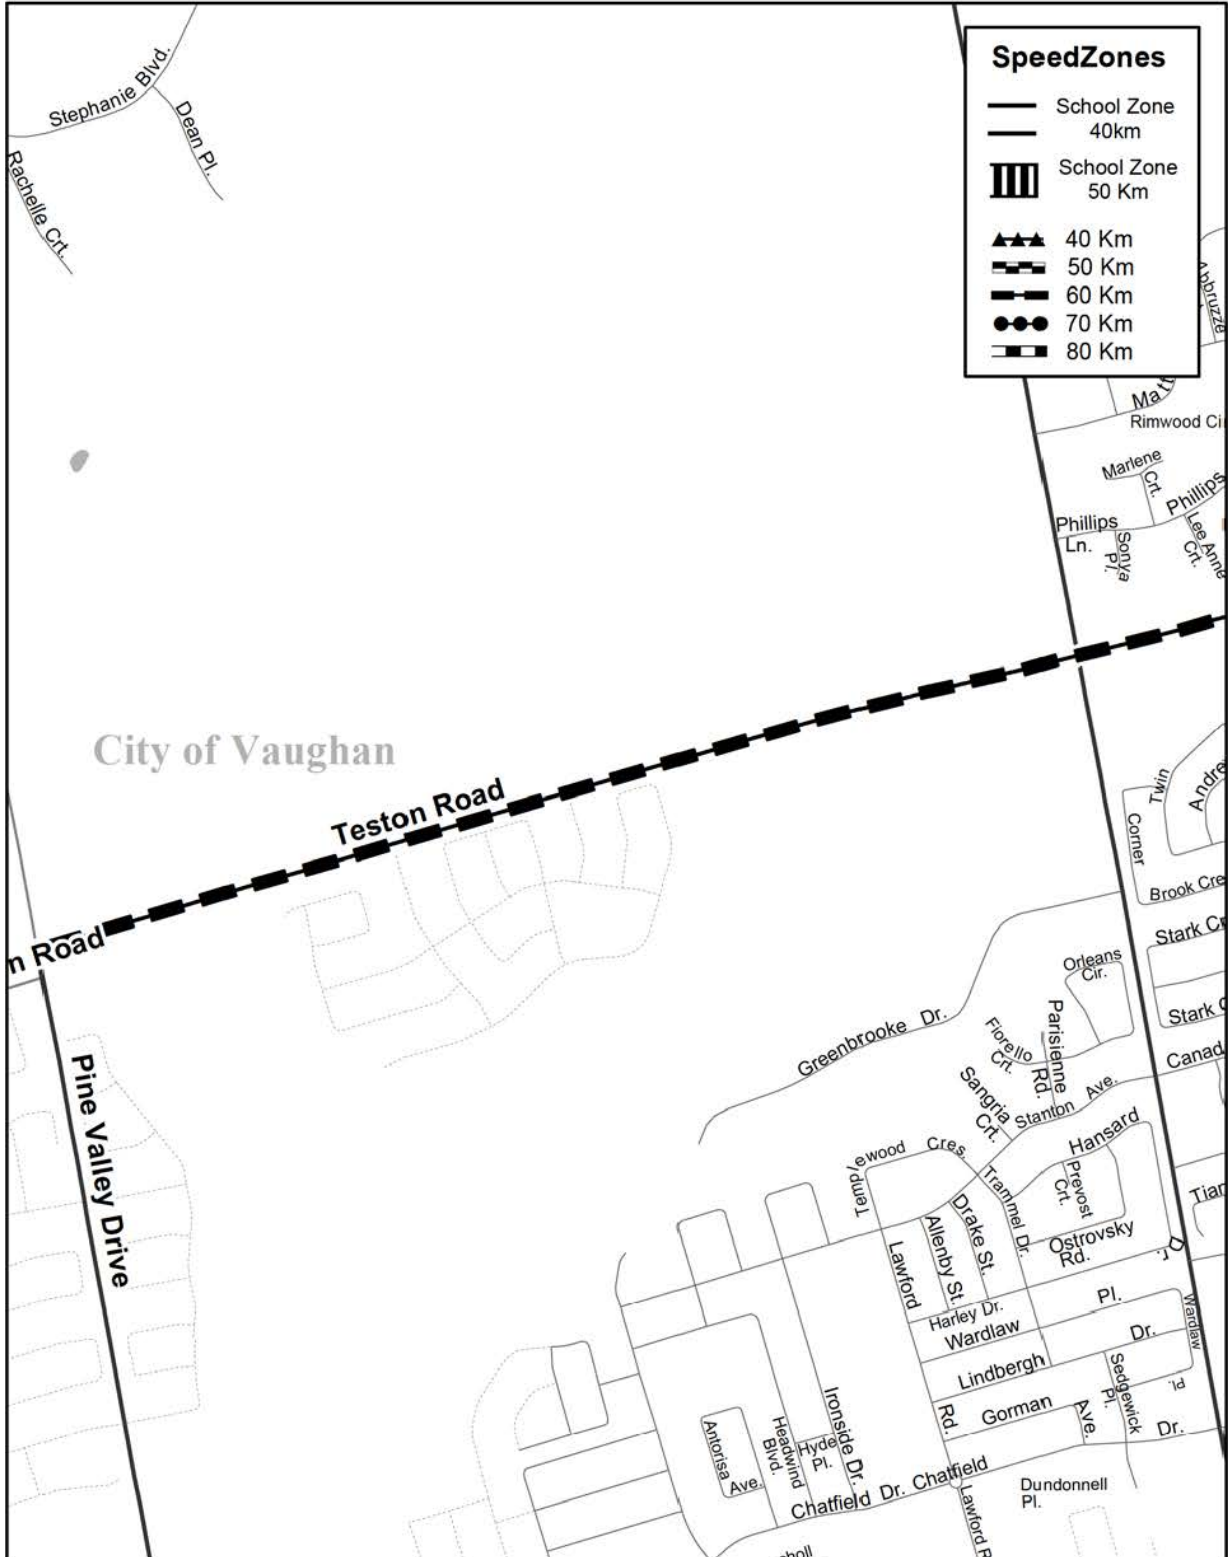 Stephanie Blvd.
Dean Pl.
Rachelle Crt.
SpeedZones
School Zone
40km
School Zone
50 Km
40 Km
50 Km
60 Km
70 Km
80 Km
Rimwood
Marlene
Crt.
Phillips
Phillips
Ln.
Sonya
Pl.
Lee Anne
Crt.
City of Vaughan
Teston Road
n Road
Pine Valley Drive
Twin
Corner
Brook
Stark
Stark
Orleans
Cir.
Greenbrooke Dr.
Fiorello
Crt.
Parisienne
Rd.
Sangria
Crt.
Stanton Ave.
Hansard
Dr.
Templewood Cres.
Trammel Dr.
Prevost
Crt.
Drake St.
Allenby St.
Ostrovsky
Rd.
Lawford
Rd.
Harley Dr.
Wardlaw
Pl.
Wardlaw
Pl.
Lindbergh
Dr.
Sedgewick
Pl.
Gorman
Ave.
Ironside Dr.
Headwind
Blvd.
Hyde
Pl.
Antorisa
Ave.
Chatfield Dr. Chatfield
Dr.
Dundonnell
Pl.
Lawford